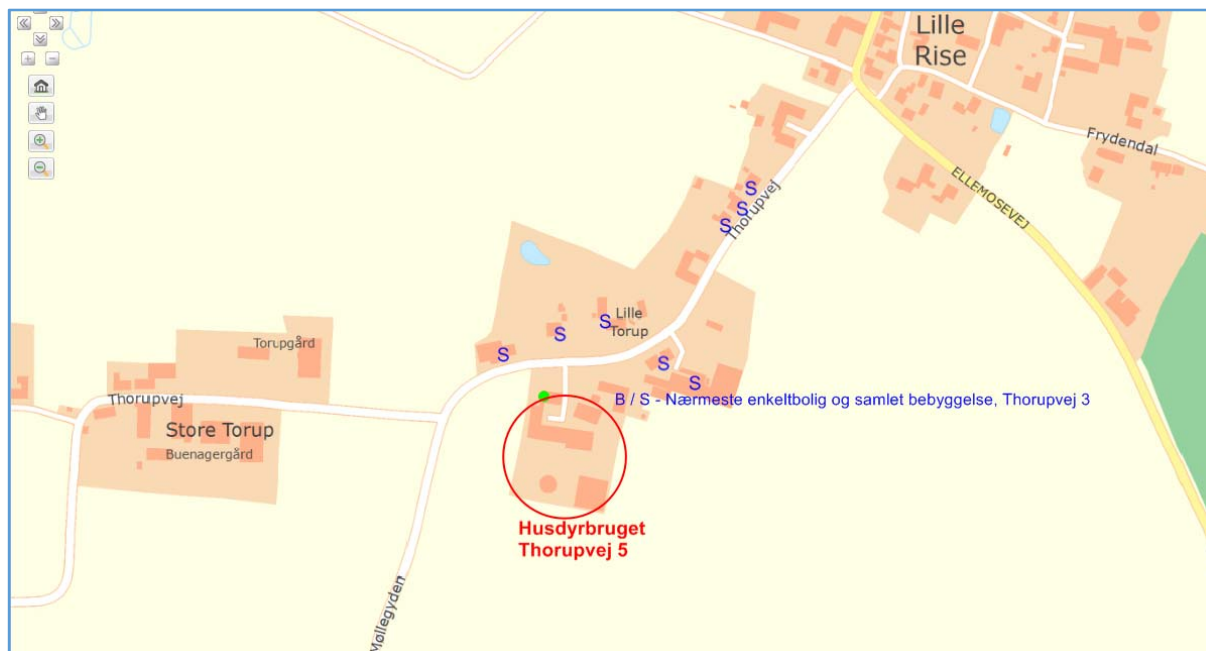 Lille
Rise
Frydendal
ELLEMOSEVEJ
S
S
S
Thorupvej
Lille
Torup
S
S
S
S
S
Torupgård
Thorupvej
Store Torup
Buenagergård
B / S - Nærmeste enkeltbolig og samlet bebyggelse, Thorupvej 3
Husdyrbruget
Thorupvej 5
Møllegyden